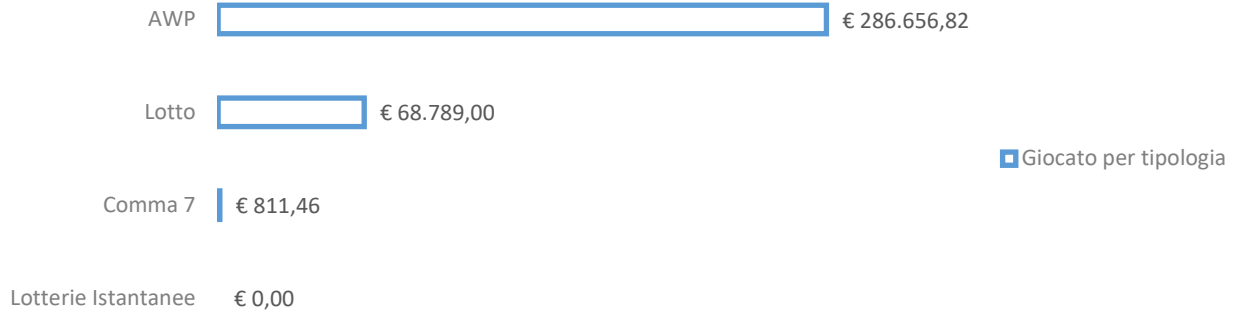 AWP € 286.656,82
Lotto € 68.789,00
Giocato per tipologia
Comma 7 € 811,46
Lotterie Istantanee € 0,00